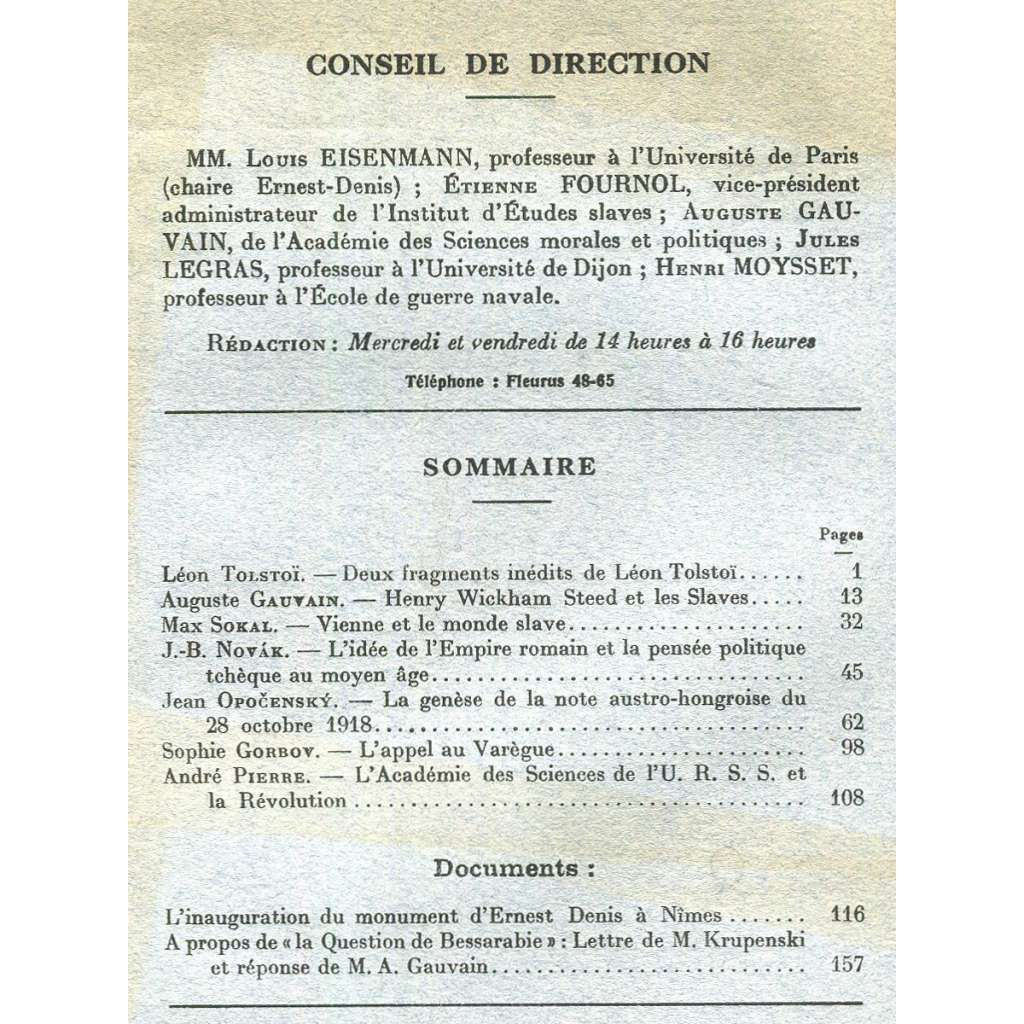 CONSEIL DE DIRECTION
MM. Louis EISENMANN, professeur à l'Université de Paris
(chaire Ernest-Denis) ; Étienne FOURNOL, vice-président
administrateur de l'Institut d'Études slaves ; Auguste GAU-
VAIN, de l'Académie des Sciences morales et politiques ; Jules
LEGRAS, professeur à l'Université de Dijon ; Henri MOYSSET,
professeur à l'École de guerre navale.
Rédaction : Mercredi et vendredi de 14 heures à 16 heures
Téléphone : Fleurus 48-65
SOMMAIRE
Pages
Léon Tolstoï. — Deux fragments inédits de Léon Tolstoï...... 1
Auguste Gauvain. — Henry Wickham Steed et les Slaves..... 13
Max Sokal. — Vienne et le monde slave..................... 32
J.-B. Novák. — L'idée de l'Empire romain et la pensée politique
tchèque au moyen âge................................. 45
Jean Opočenský. — La genèse de la note austro-hongroise du
28 octobre 1918...................................... 62
Sophie Gorbov. — L'appel au Varègue...................... 98
André Pierre. — L'Académie des Sciences de l'U. R. S. S. et
la Révolution ....................................... 108
Documents :
L'inauguration du monument d'Ernest Denis à Nîmes ....... 116
A propos de « la Question de Bessarabie » : Lettre de M. Krupenski
et réponse de M. A. Gauvain............................ 157